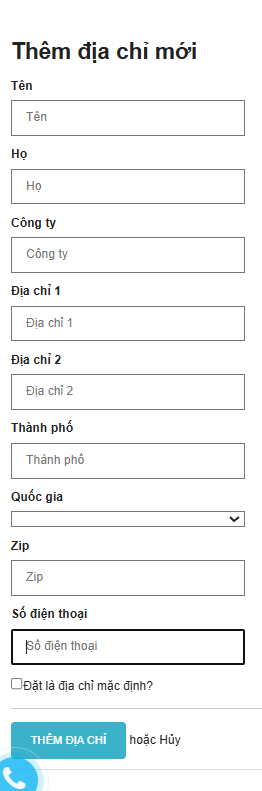 Thêm địa chỉ mới
Tên
Tên
Họ
Họ
Công ty
Công ty
Địa chỉ 1
Địa chỉ 1
Địa chỉ 2
Địa chỉ 2
Thành phố
Thành phố
Quốc gia
Zip
Zip
Số điện thoại
Số điện thoại
Đặt là địa chỉ mặc định?
THÊM ĐỊA CHỈ hoặc Hủy